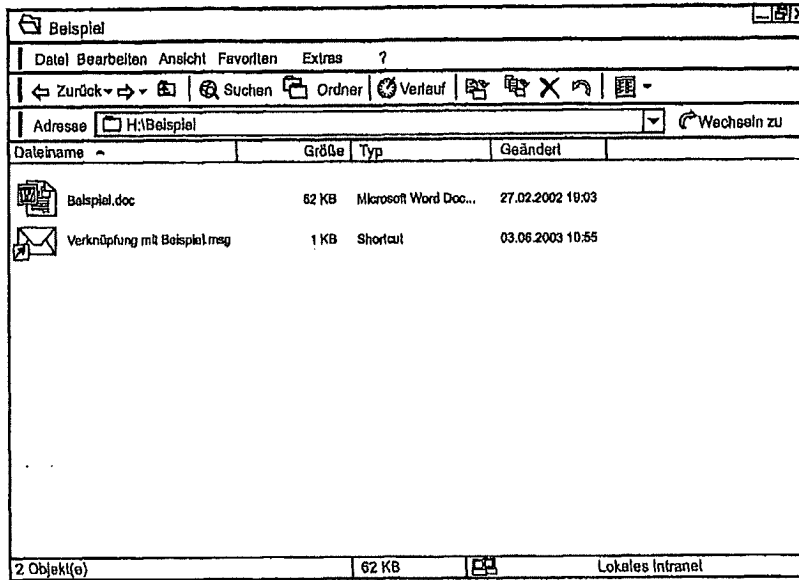 Beispiel
Datei Bearbeiten Ansicht Favoriten Extras ?
Zurück Suchen Ordner Verlauf
Adresse H:\Beispiel Wechseln zu
Dateiname Größe Typ Geändert
Beispiel.doc 62 KB Microsoft Word Doc... 27.02.2002 19:03
Verknüpfung mit Beispiel.msg 1 KB Shortcut 03.06.2003 10:55
2 Objekt(e) 62 KB Lokales Intranet